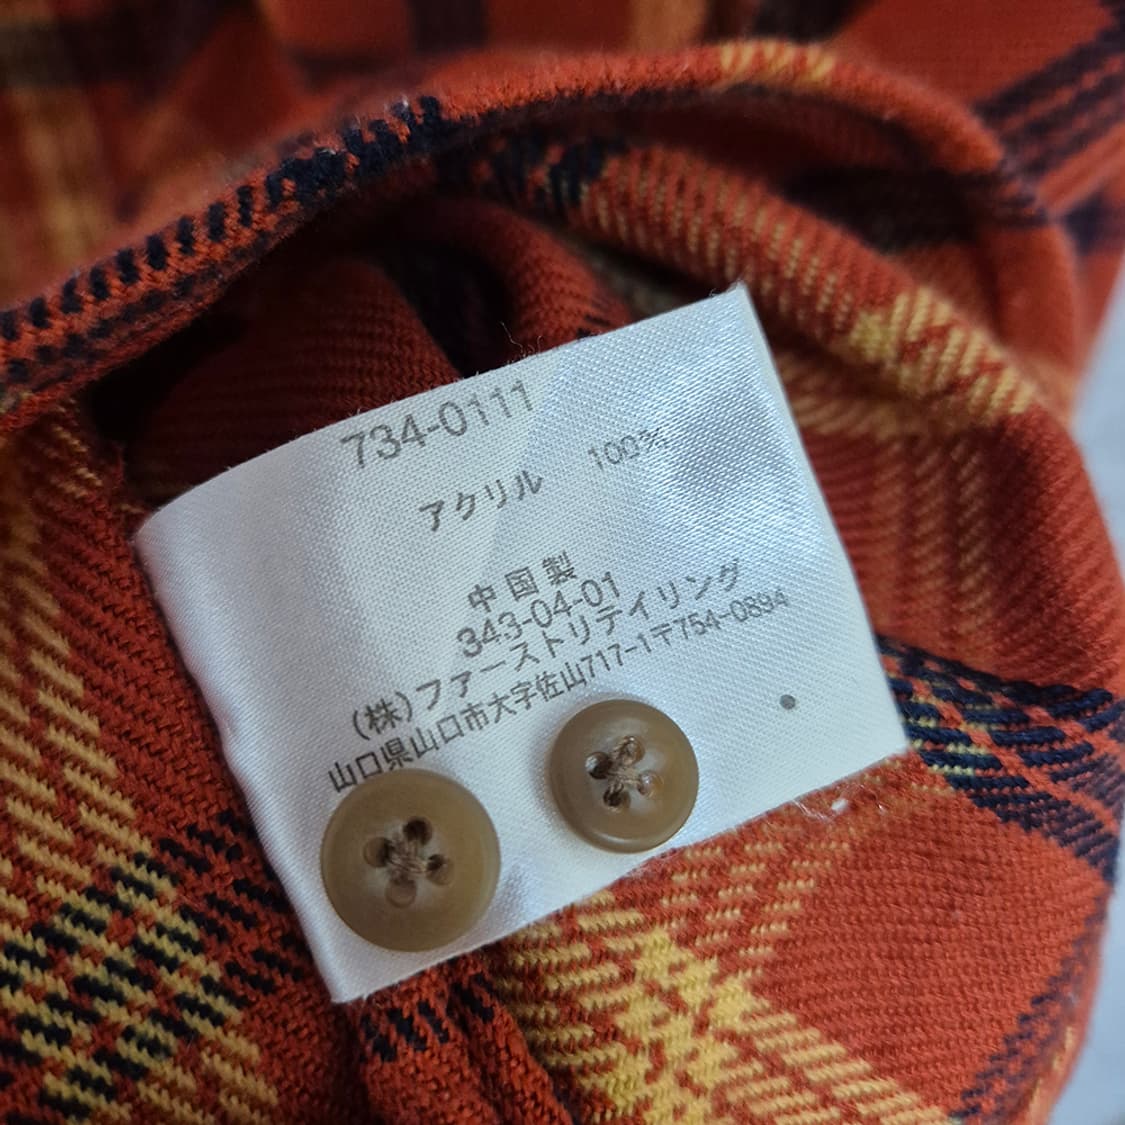 734-0111
アクリル 100%
中国製
343-04-01
(株)ファーストリテイリング
山口県山口市大字佐山717-1〒754-0894